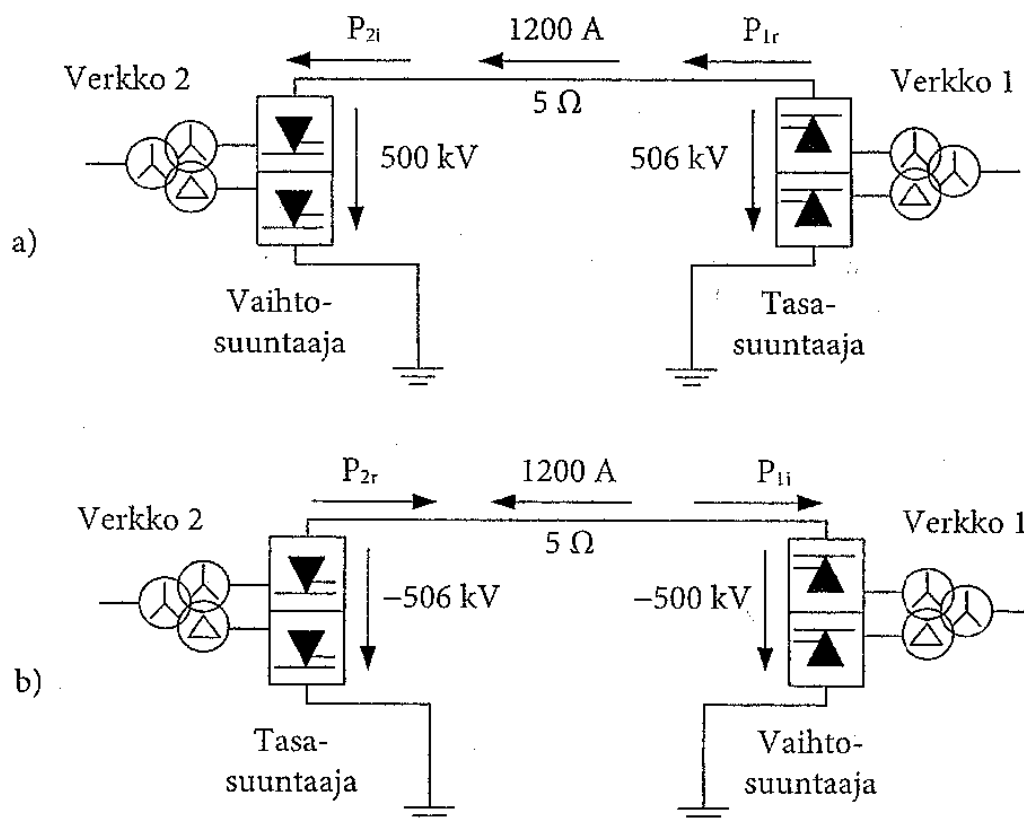 P2i
1200 A
P1r
Verkko 2
Verkko 1
5 Ω
500 kV
506 kV
a)
Vaihto-
suuntaaja
Tasa-
suuntaaja
P2r
1200 A
P1i
Verkko 2
Verkko 1
5 Ω
−506 kV
−500 kV
b)
Tasa-
suuntaaja
Vaihto-
suuntaaja